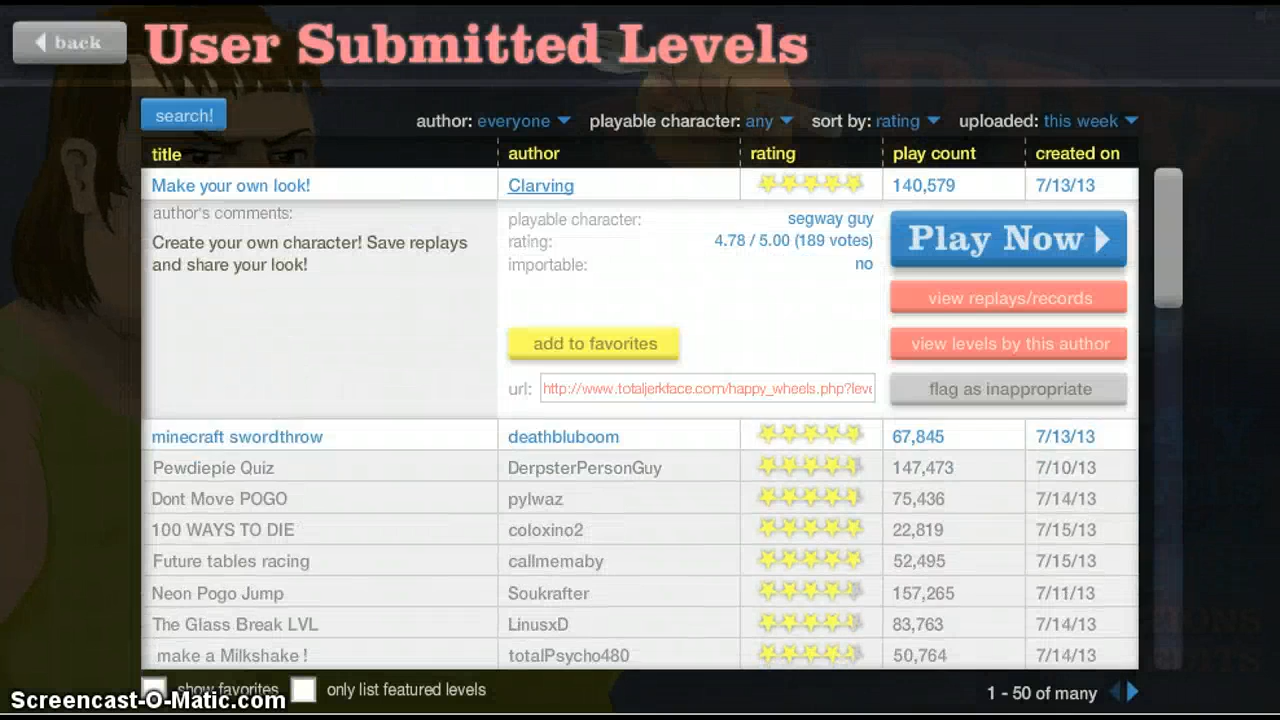 back
User Submitted Levels
search!
author: everyone playable character: any sort by: rating uploaded: this week
title author rating play count created on
Make your own look! Clarving 140,579 7/13/13
author's comments:
Create your own character! Save replays
and share your look!
playable character: segway guy
rating: 4.78 / 5.00 (189 votes)
importable: no
Play Now
view replays/records
add to favorites
view levels by this author
url: http://www.totaljerkface.com/happy_wheels.php?leve
flag as inappropriate
minecraft swordthrow deathbluboom 67,845 7/13/13
Pewdiepie Quiz DerpsterPersonGuy 147,473 7/10/13
Dont Move POGO pylwaz 75,436 7/14/13
100 WAYS TO DIE coloxino2 22,819 7/15/13
Future tables racing callmemaby 52,495 7/15/13
Neon Pogo Jump Soukrafter 157,265 7/11/13
The Glass Break LVL LinusxD 83,763 7/14/13
make a Milkshake ! totalPsycho480 50,764 7/14/13
show favorites only list featured levels 1 - 50 of many
Screencast-O-Matic.com